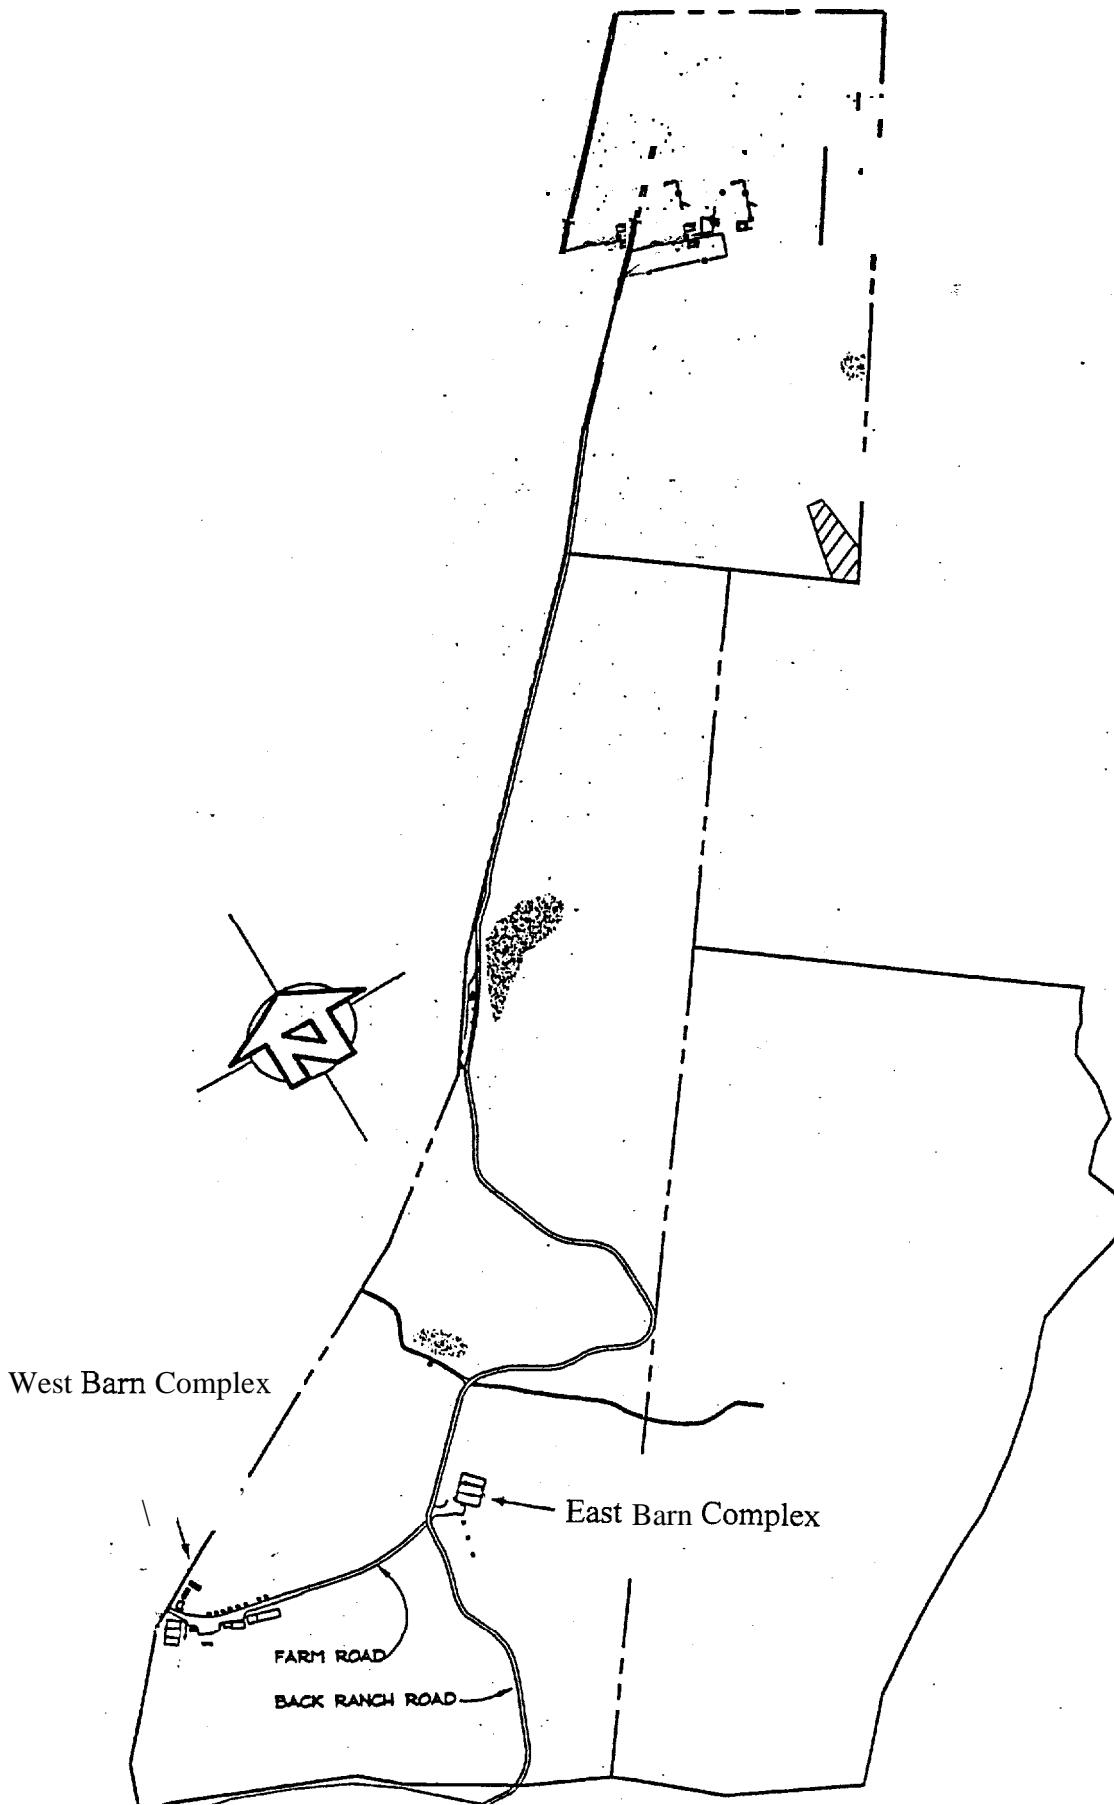 N
West Barn Complex
East Barn Complex
FARM ROAD
BACK RANCH ROAD